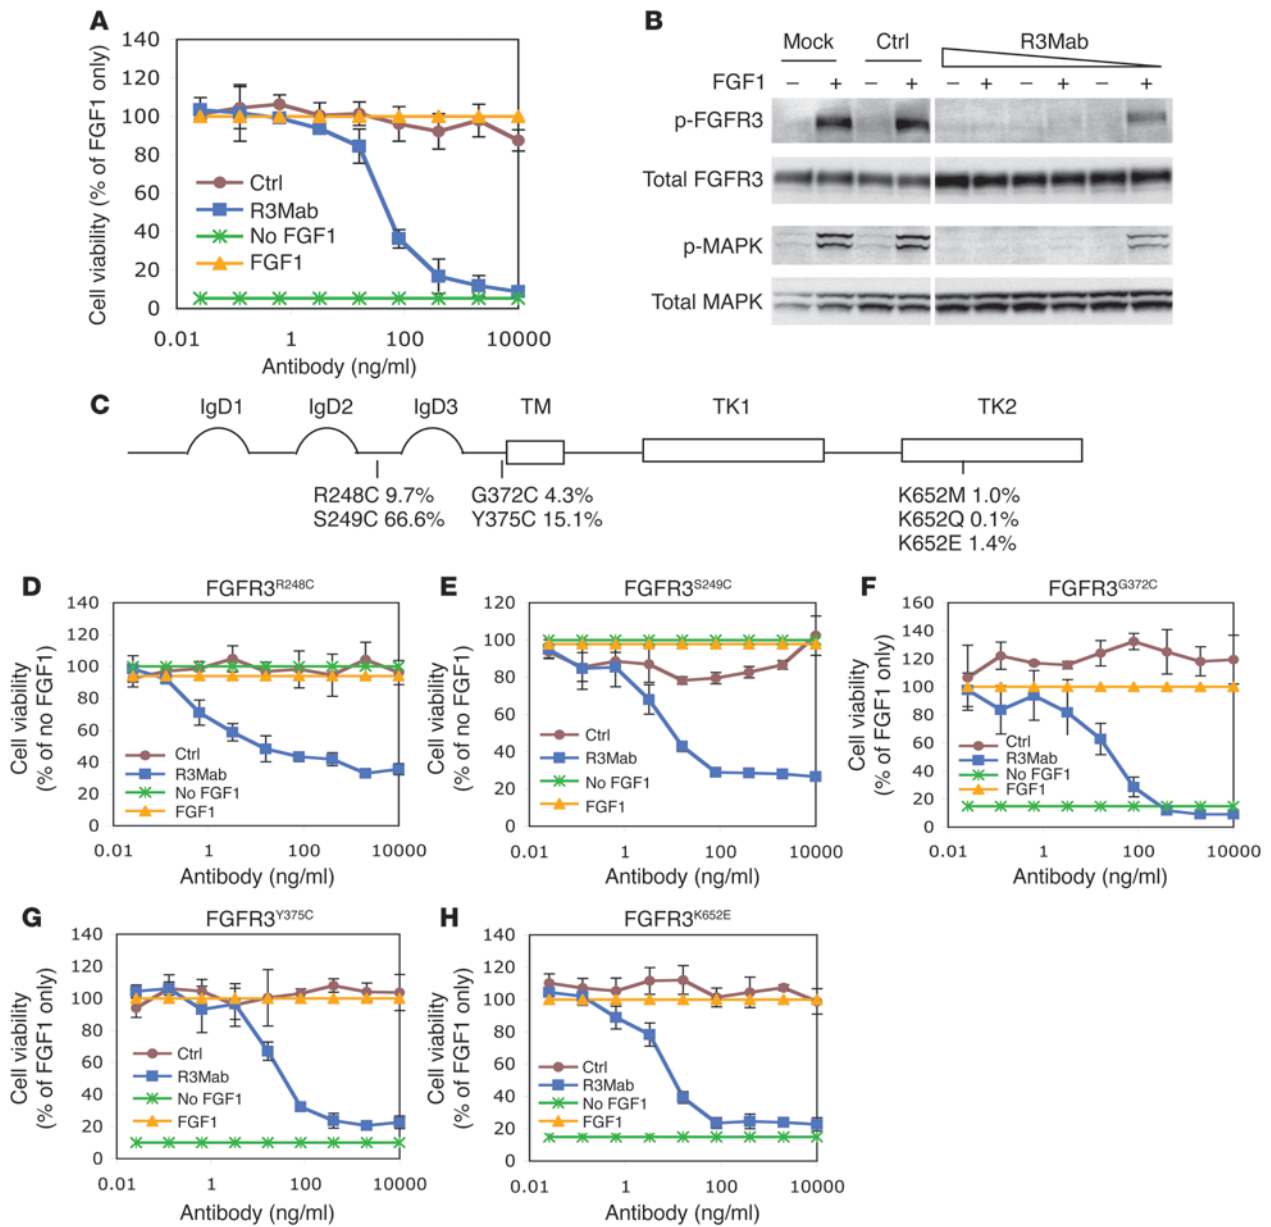 A
140
120
100
80
60
40
20
0
Cell viability (% of FGF1 only)
Ctrl
R3Mab
No FGF1
FGF1
0.01 1 100 10000
Antibody (ng/ml)
B
Mock Ctrl R3Mab
FGF1 – + – + – + – + – +
p-FGFR3
Total FGFR3
p-MAPK
Total MAPK
C
IgD1 IgD2 IgD3 TM TK1 TK2
R248C 9.7% G372C 4.3% K652M 1.0%
S249C 66.6% Y375C 15.1% K652Q 0.1%
K652E 1.4%
D
FGFR3R248C
140
120
100
80
60
40
20
0
Cell viability
(% of no FGF1)
Ctrl
R3Mab
No FGF1
FGF1
0.01 1 100 10000
Antibody (ng/ml)
E
FGFR3S249C
120
100
80
60
40
20
0
Cell viability
(% of no FGF1)
Ctrl
R3Mab
No FGF1
FGF1
0.01 1 100 10000
Antibody (ng/ml)
F
FGFR3G372C
160
140
120
100
80
60
40
20
0
Cell viability
(% of FGF1 only)
Ctrl
R3Mab
No FGF1
FGF1
0.01 1 100 10000
Antibody (ng/ml)
G
FGFR3Y375C
140
120
100
80
60
40
20
0
Cell viability
(% of FGF1 only)
Ctrl
R3Mab
No FGF1
FGF1
0.01 1 100 10000
Antibody (ng/ml)
H
FGFR3K652E
140
120
100
80
60
40
20
0
Cell viability
(% of FGF1 only)
Ctrl
R3Mab
No FGF1
FGF1
0.01 1 100 10000
Antibody (ng/ml)